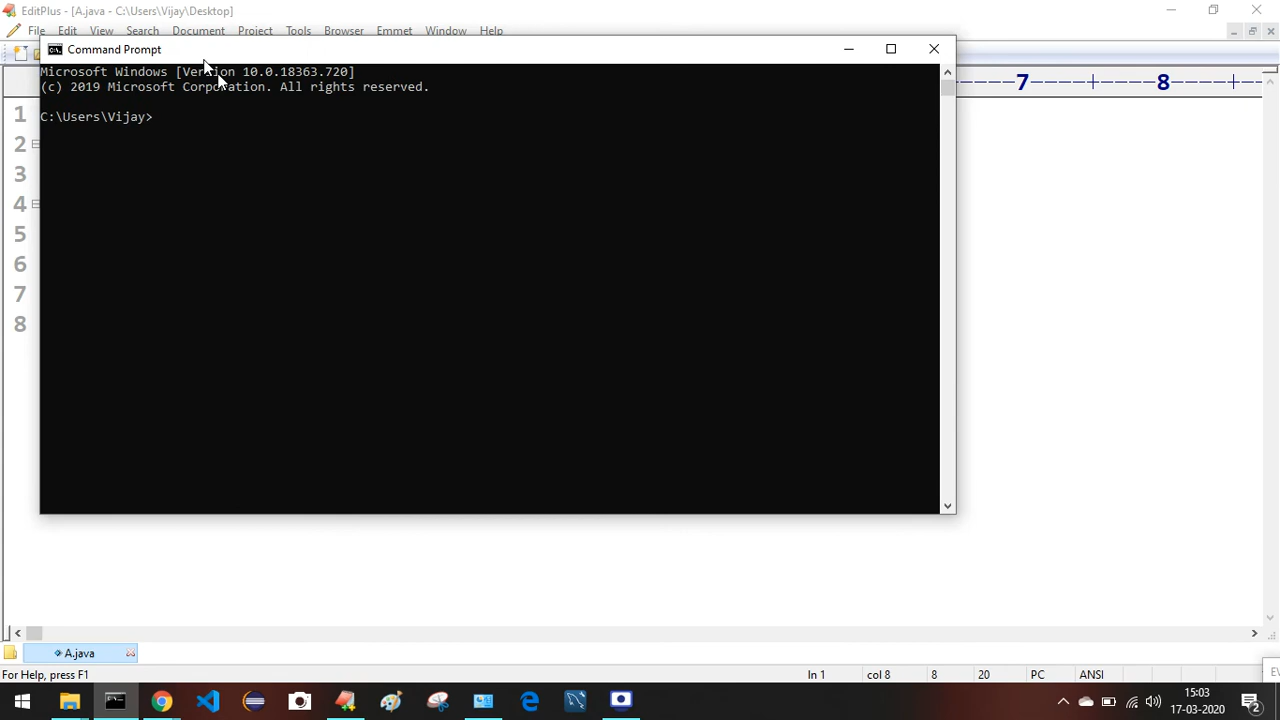 EditPlus - [A.java - C:\Users\Vijay\Desktop]
File Edit View Search Document Project Tools Browser Emmet Window Help
Command Prompt
Microsoft Windows [Version 10.0.18363.720]
(c) 2019 Microsoft Corporation. All rights reserved.
C:\Users\Vijay>
7 8
1
2
3
4
5
6
7
8
A.java
For Help, press F1 ln 1 col 8 8 20 PC ANSI
15:03
17-03-2020
2